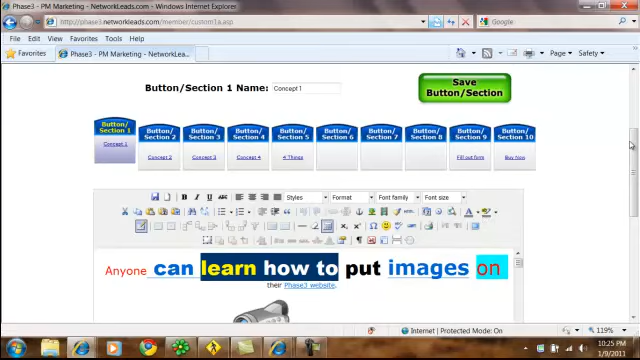 Phase3 - PM Marketing - NetworkLeads.com - Windows Internet Explorer
http://phase3.networkleads.com/member/custom1a.asp
Google
File Edit View Favorites Tools Help
Favorites Phase3 - PM Marketing - NetworkLea... Page Safety
Button/Section 1 Name: Concept 1
Save
Button/Section
Button/
Section 1
Concept 1
Button/
Section 2
Concept 2
Button/
Section 3
Concept 3
Button/
Section 4
Concept 4
Button/
Section 5
4 Things
Button/
Section 6
Button/
Section 7
Button/
Section 8
Button/
Section 9
Fill out form
Button/
Section 10
Buy Now
B I U ABC Styles Format Font family Font size
Anyone can learn how to put images on
their Phase3 website.
Internet | Protected Mode: On 119%
10:25 PM
1/9/2011